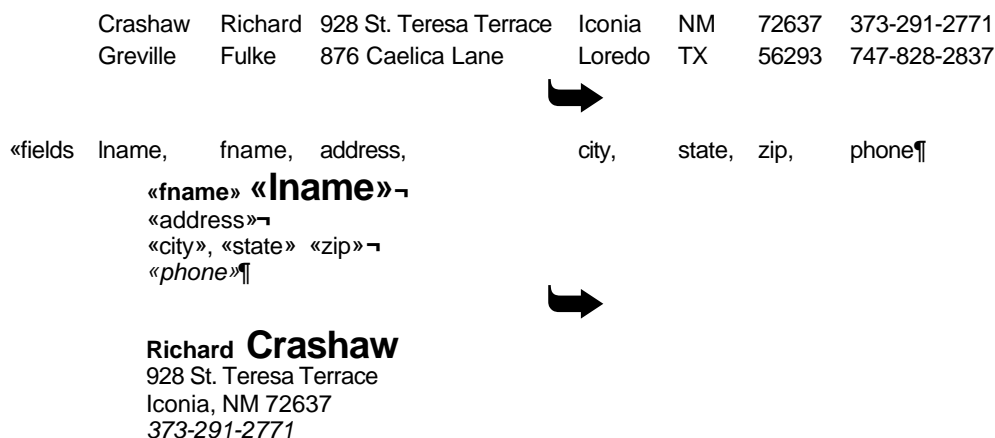 Crashaw Richard 928 St. Teresa Terrace Iconia NM 72637 373-291-2771
Greville Fulke 876 Caelica Lane Loredo TX 56293 747-828-2837
«fields lname, fname, address, city, state, zip, phone¶
«fname» «lname»¬
«address»¬
«city», «state» «zip»¬
«phone»¶
Richard Crashaw
928 St. Teresa Terrace
Iconia, NM 72637
373-291-2771